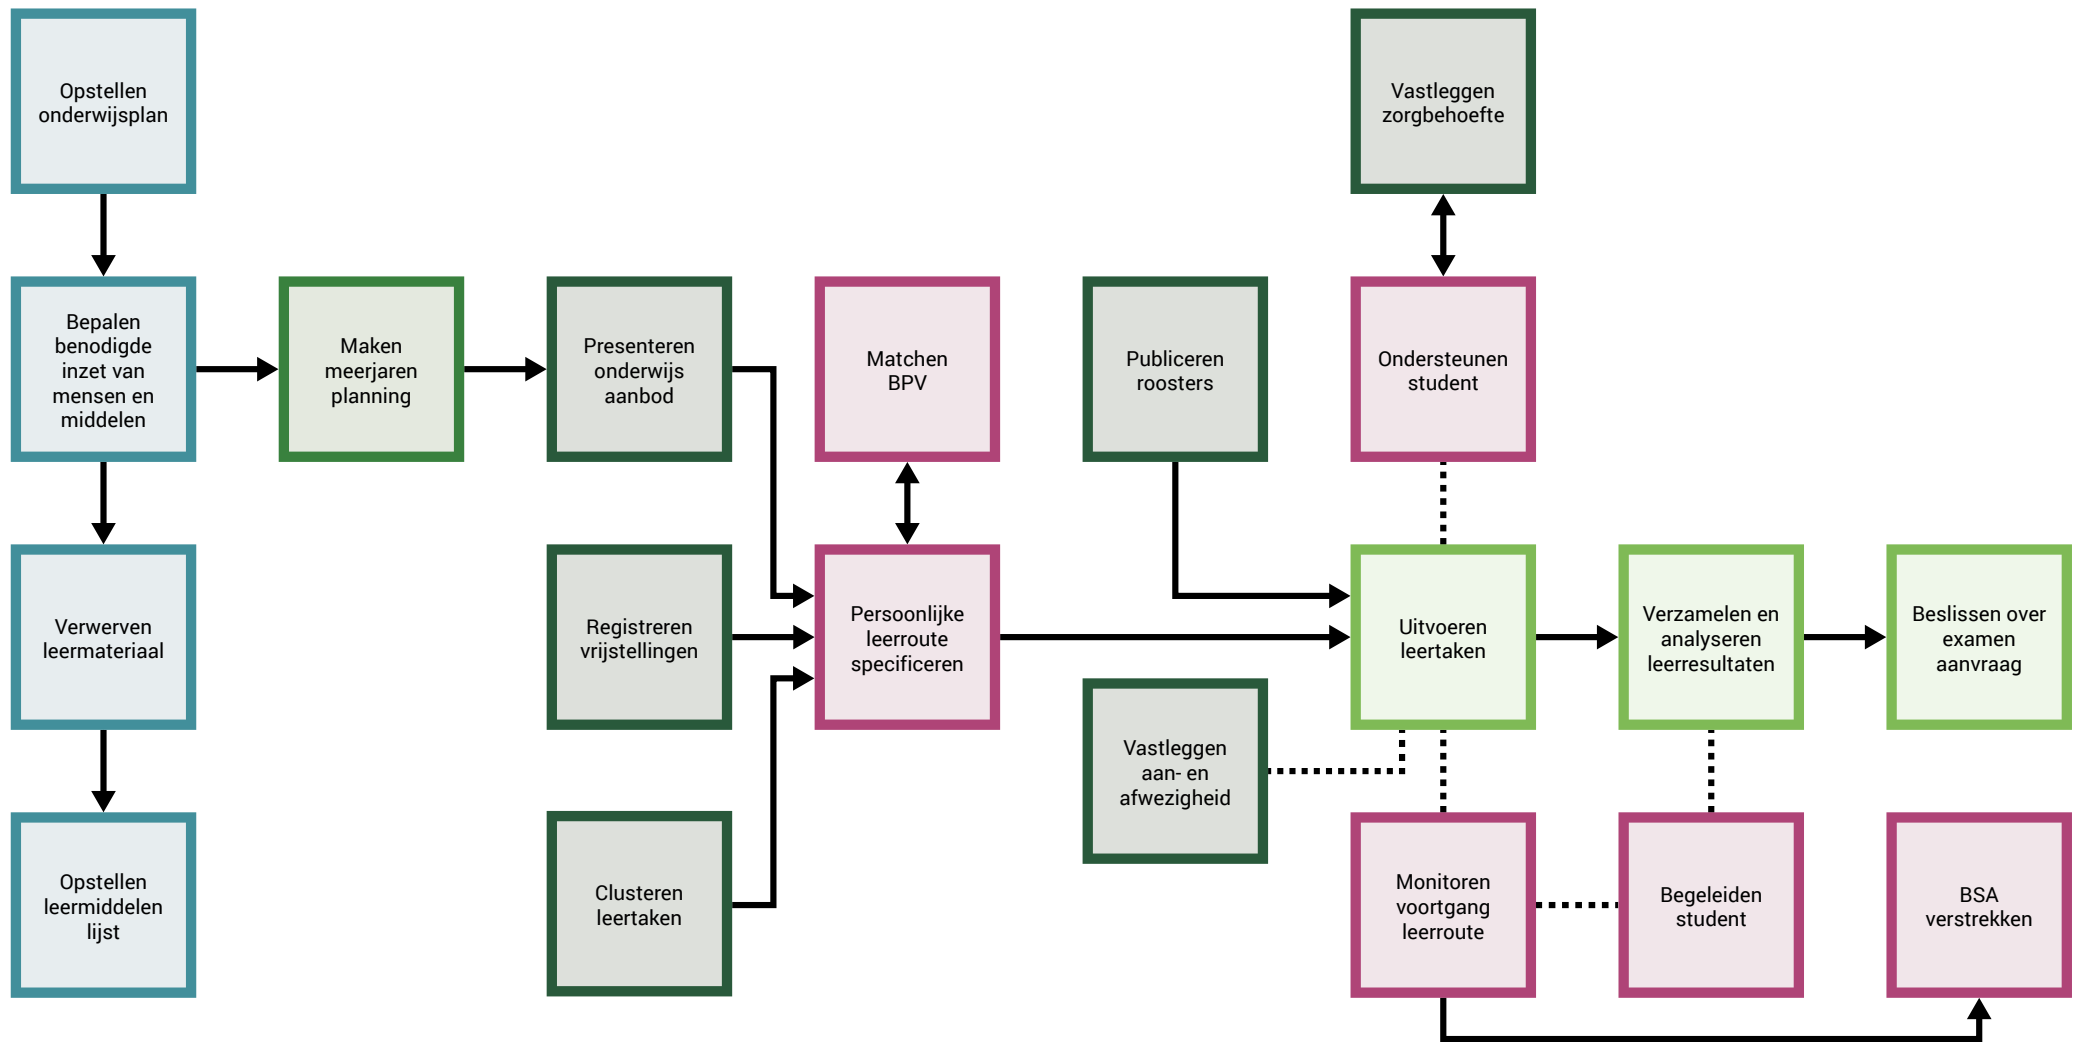 Opstellen
onderwijsplan
Vastleggen
zorgbehoefte
Bepalen
benodigde
inzet van
mensen en
middelen
Maken
meerjaren
planning
Presenteren
onderwijs
aanbod
Matchen
BPV
Publiceren
roosters
Ondersteunen
student
Verwerven
leermateriaal
Registreren
vrijstellingen
Persoonlijke
leerroute
specificeren
Uitvoeren
leertaken
Verzamelen en
analyseren
leerresultaten
Beslissen over
examen
aanvraag
Vastleggen
aan- en
afwezigheid
Opstellen
leermiddelen
lijst
Clusteren
leertaken
Monitoren
voortgang
leerroute
Begeleiden
student
BSA
verstrekken